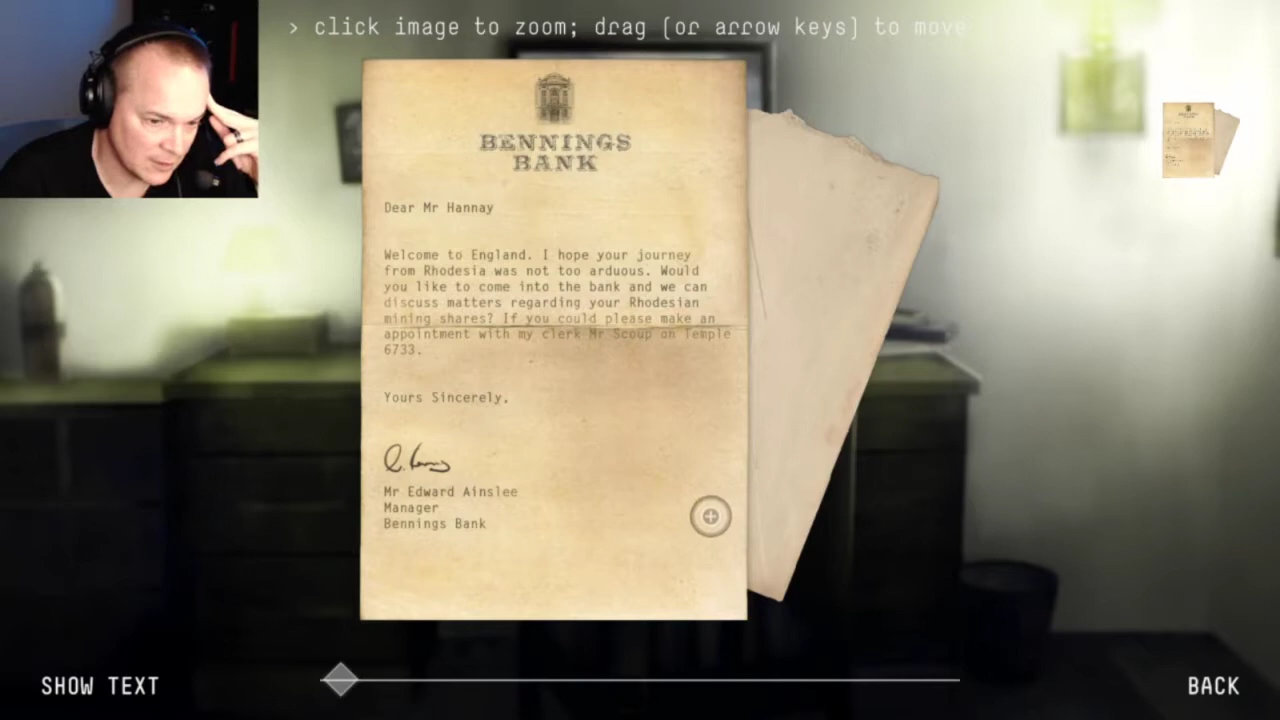 › click image to zoom; drag (or arrow keys) to move
BENNINGS
BANK
Dear Mr Hannay
Welcome to England. I hope your journey
from Rhodesia was not too arduous. Would
you like to come into the bank and we can
discuss matters regarding your Rhodesian
mining shares? If you could please make an
appointment with my clerk Mr Scoup on Temple
6733.
Yours Sincerely,
Mr Edward Ainslee
Manager
Bennings Bank
SHOW TEXT
BACK